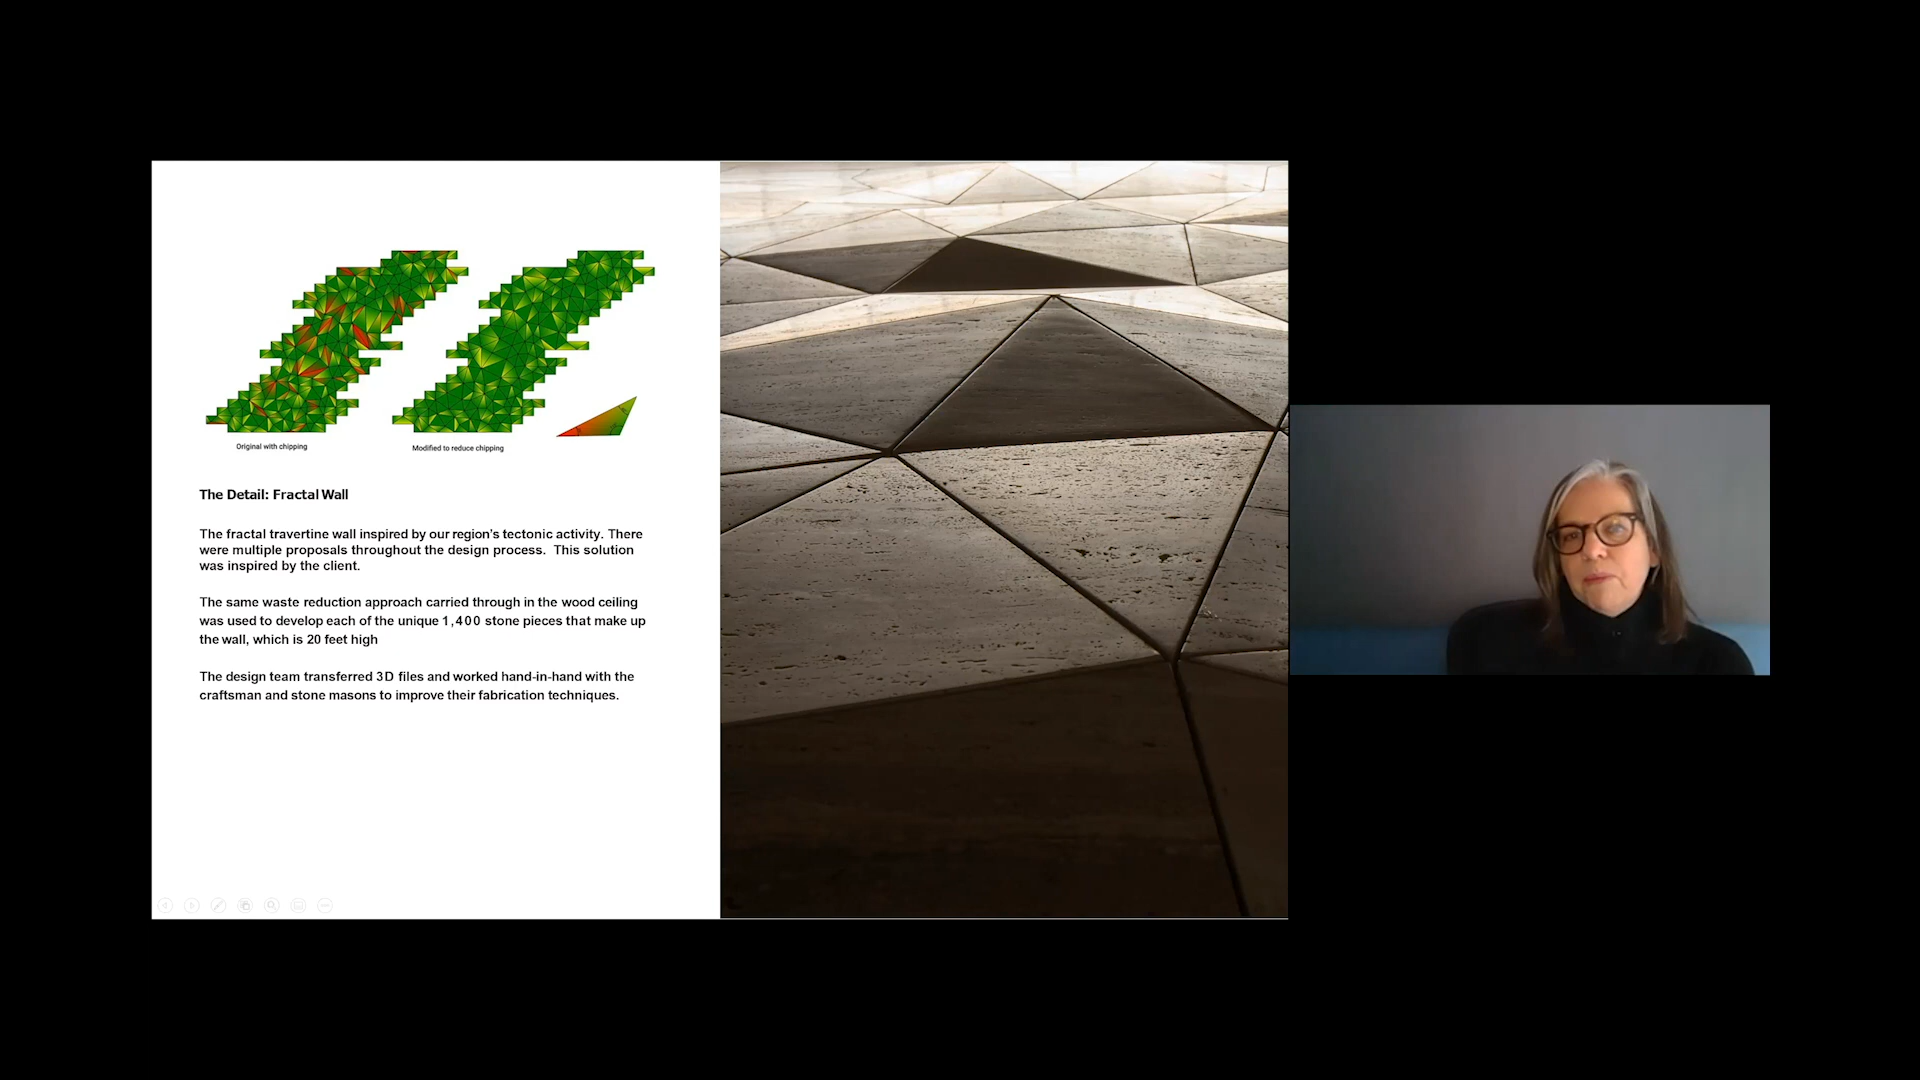 Original with chipping
Modified to reduce chipping
The Detail: Fractal Wall
The fractal travertine wall inspired by our region's tectonic activity. There
were multiple proposals throughout the design process. This solution
was inspired by the client.
The same waste reduction approach carried through in the wood ceiling
was used to develop each of the unique 1,400 stone pieces that make up
the wall, which is 20 feet high
The design team transferred 3D files and worked hand-in-hand with the
craftsman and stone masons to improve their fabrication techniques.